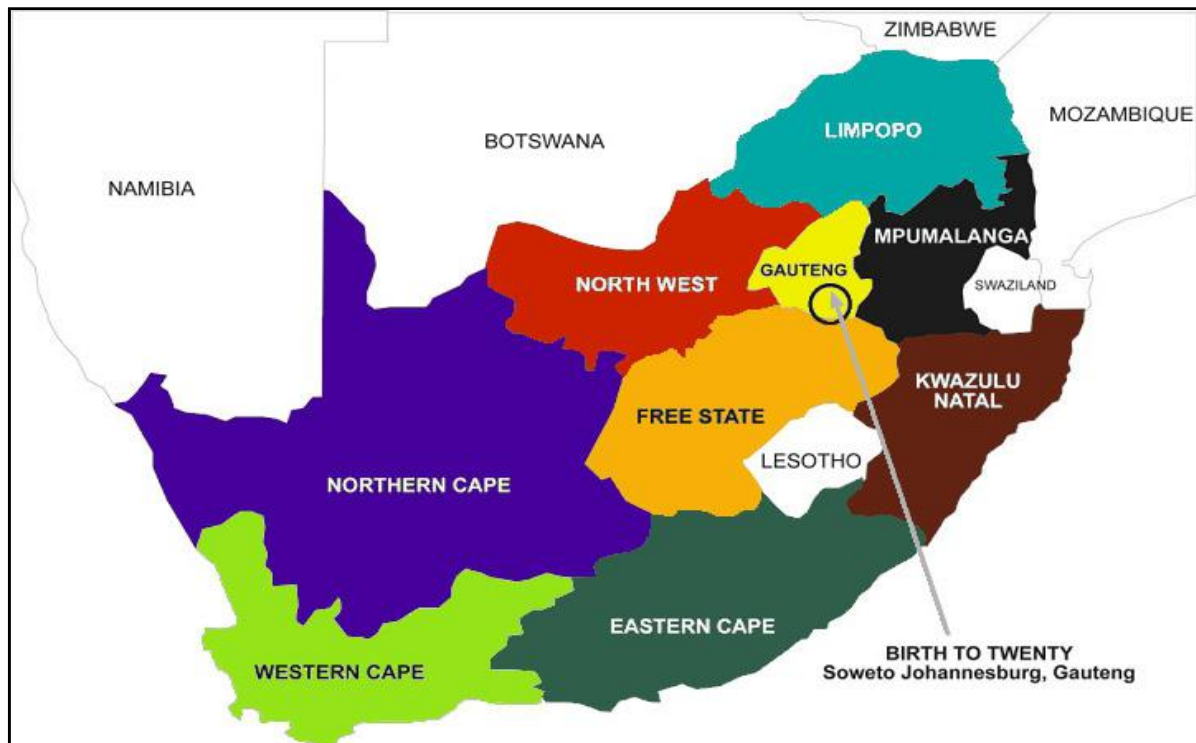 ZIMBABWE
MOZAMBIQUE
LIMPOPO
BOTSWANA
NAMIBIA
MPUMALANGA
GAUTENG
NORTH WEST
SWAZILAND
KWAZULU
NATAL
FREE STATE
LESOTHO
NORTHERN CAPE
EASTERN CAPE
WESTERN CAPE
BIRTH TO TWENTY
Soweto Johannesburg, Gauteng